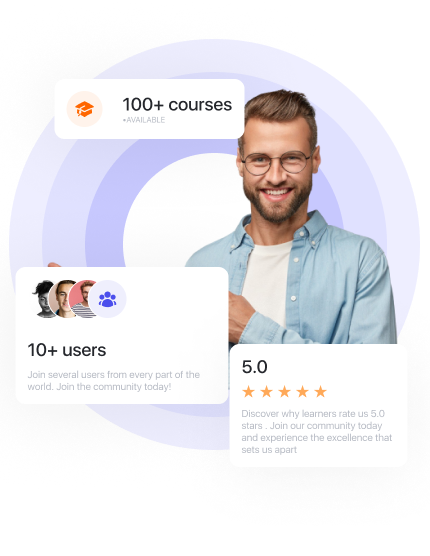 100+ courses
•AVAILABLE
10+ users
Join several users from every part of the
world. Join the community today!
5.0
Discover why learners rate us 5.0
stars . Join our community today
and experience the excellence that
sets us apart